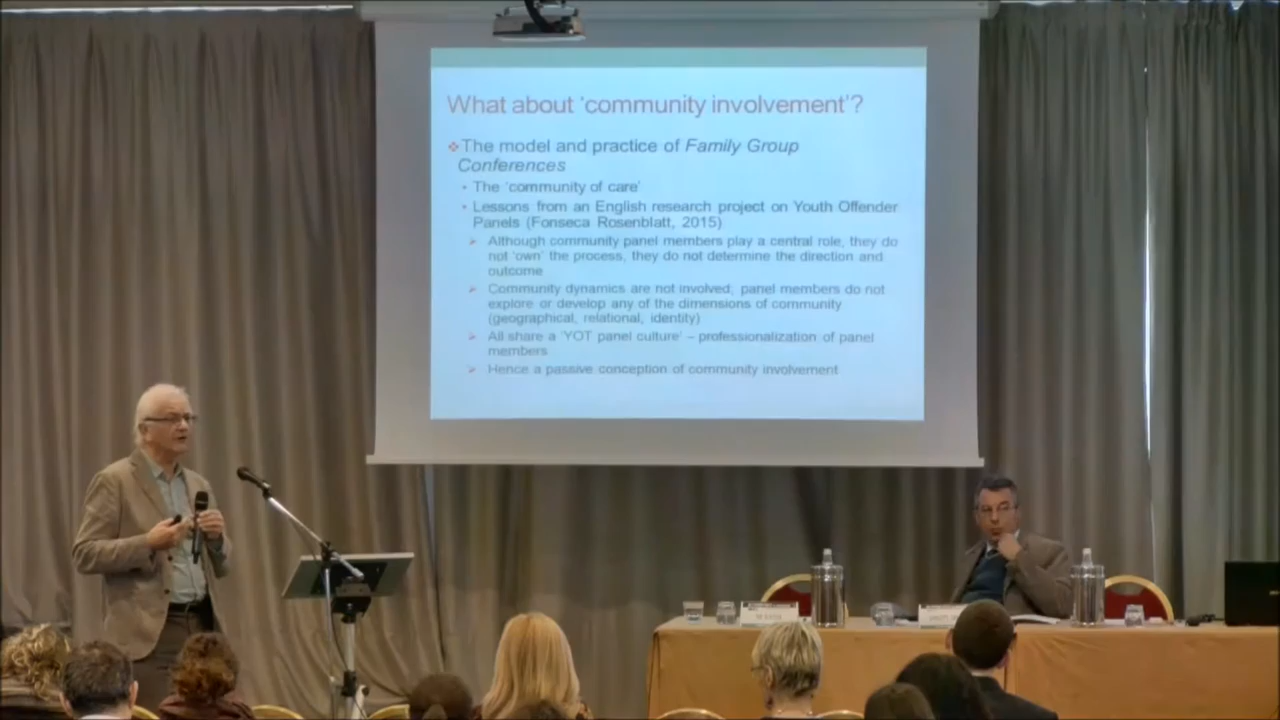 What about ‘community involvement’?
❖The model and practice of Family Group
Conferences
• The ‘community of care’
• Lessons from an English research project on Youth Offender
Panels (Fonseca Rosenblatt, 2015)
➢ Although community panel members play a central role, they do
not ‘own’ the process, they do not determine the direction and
outcome
➢ Community dynamics are not involved; panel members do not
explore or develop any of the dimensions of community
(geographical, relational, identity)
➢ All share a ‘YOT panel culture’ – professionalization of panel
members
➢ Hence a passive conception of community involvement